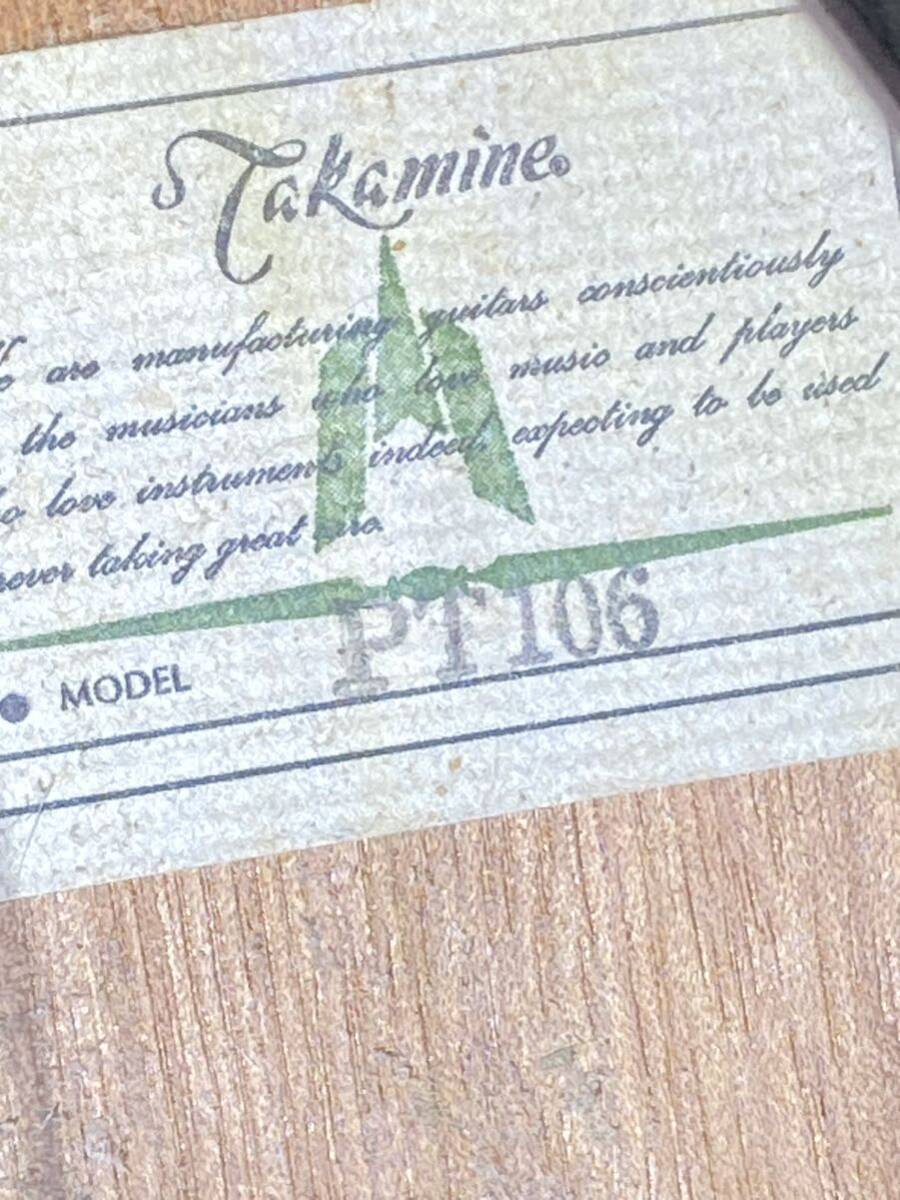 Takamine®
are manufacturing guitars conscientiously
the musicians who love music and players
love instruments indeed, expecting to be used
taking great care.
PT106
MODEL